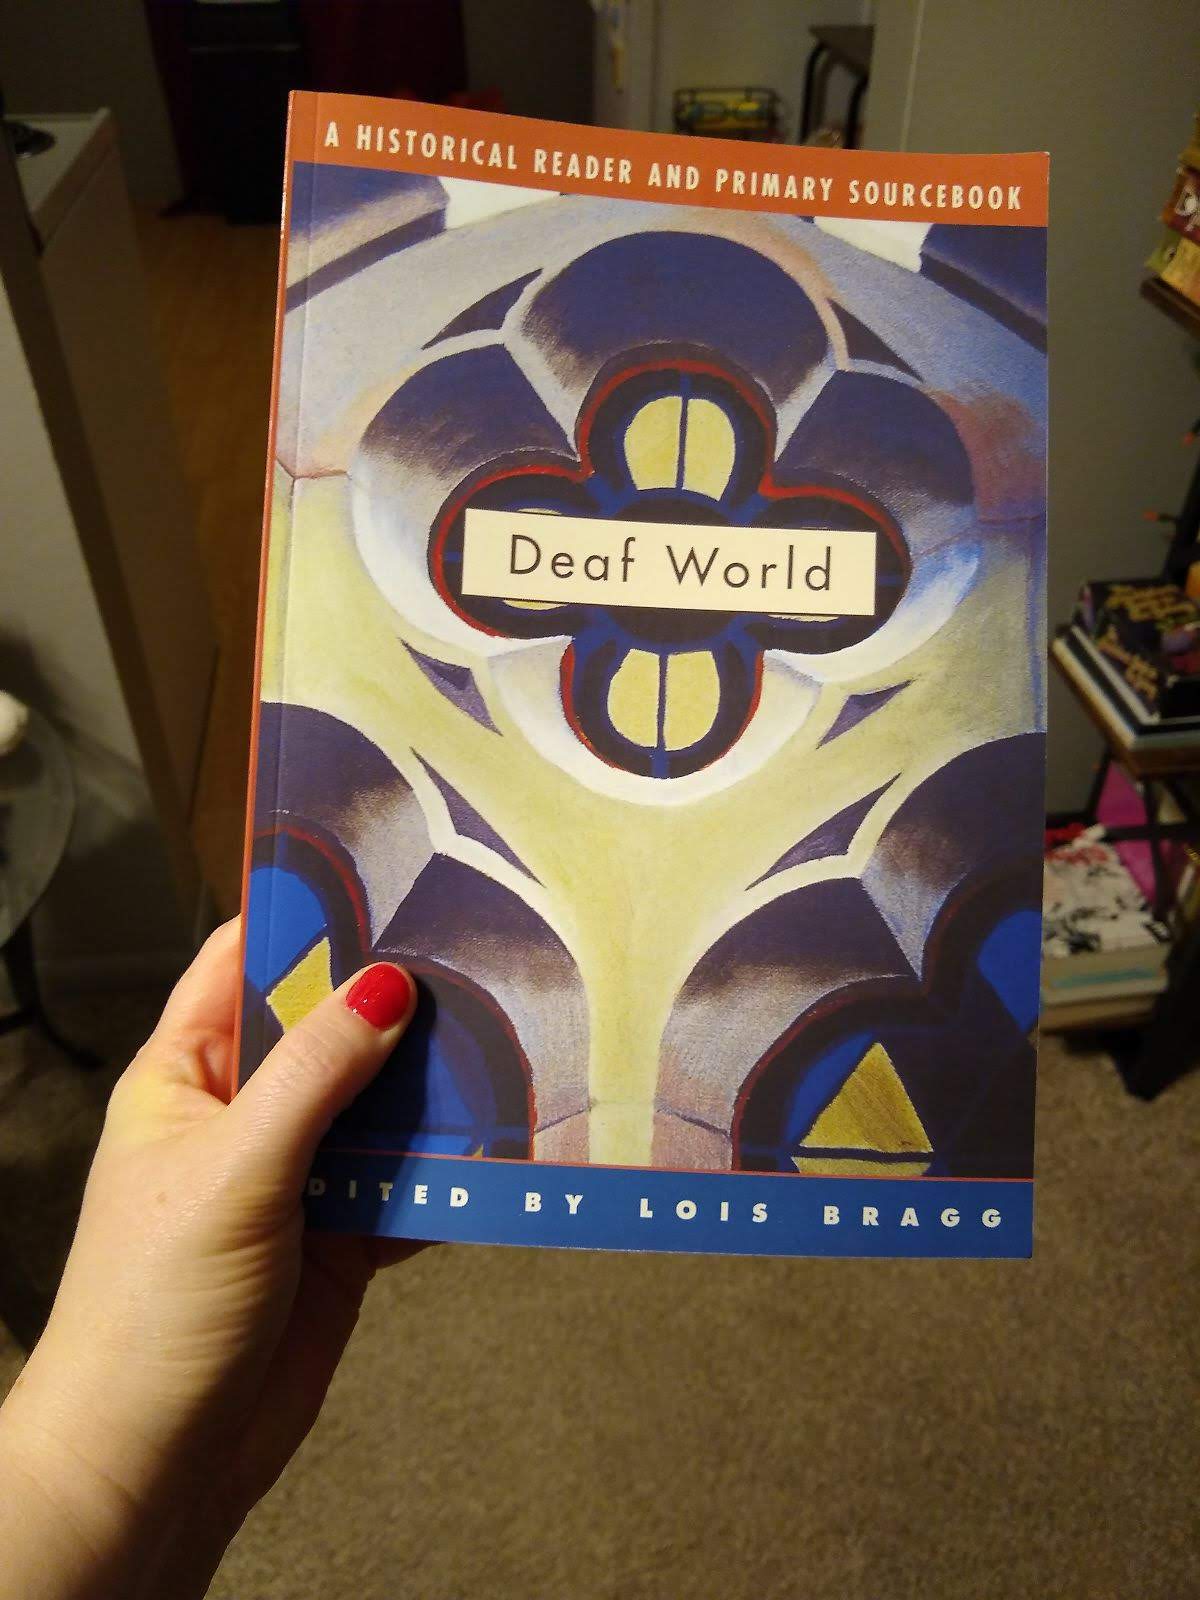 A HISTORICAL READER AND PRIMARY SOURCEBOOK
Deaf World
DITED BY LOIS BRAGG